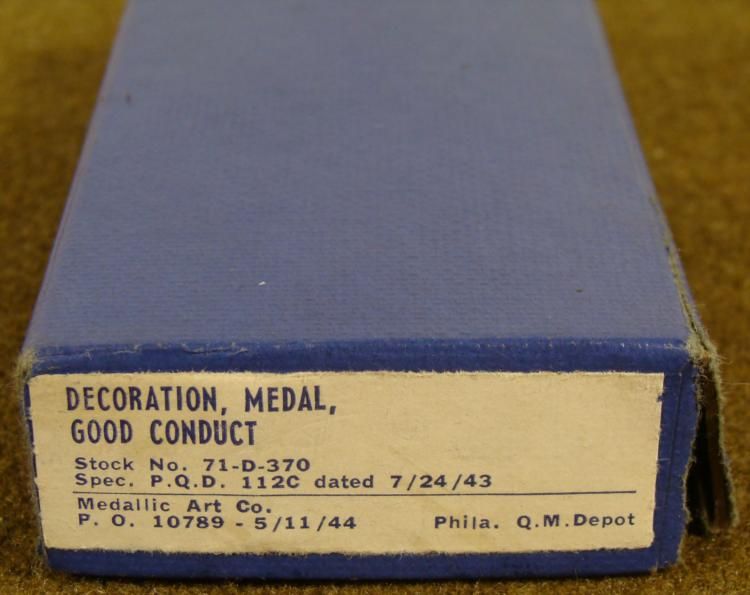 DECORATION, MEDAL,
GOOD CONDUCT
Stock No. 71-D-370
Spec. P.Q.D. 112C dated 7/24/43
Medallic Art Co.
P. O. 10789 - 5/11/44 Phila. Q.M.Depot